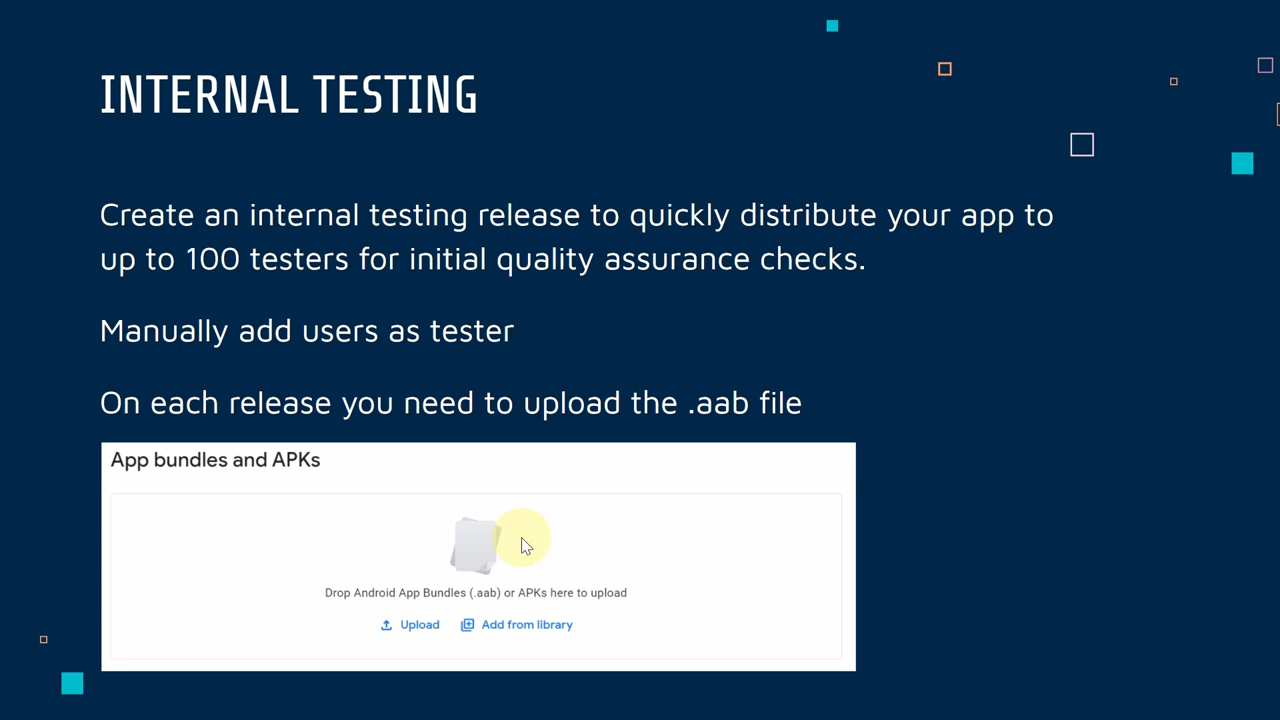 INTERNAL TESTING
Create an internal testing release to quickly distribute your app to
up to 100 testers for initial quality assurance checks.
Manually add users as tester
On each release you need to upload the .aab file
App bundles and APKs
Drop Android App Bundles (.aab) or APKs here to upload
Upload Add from library